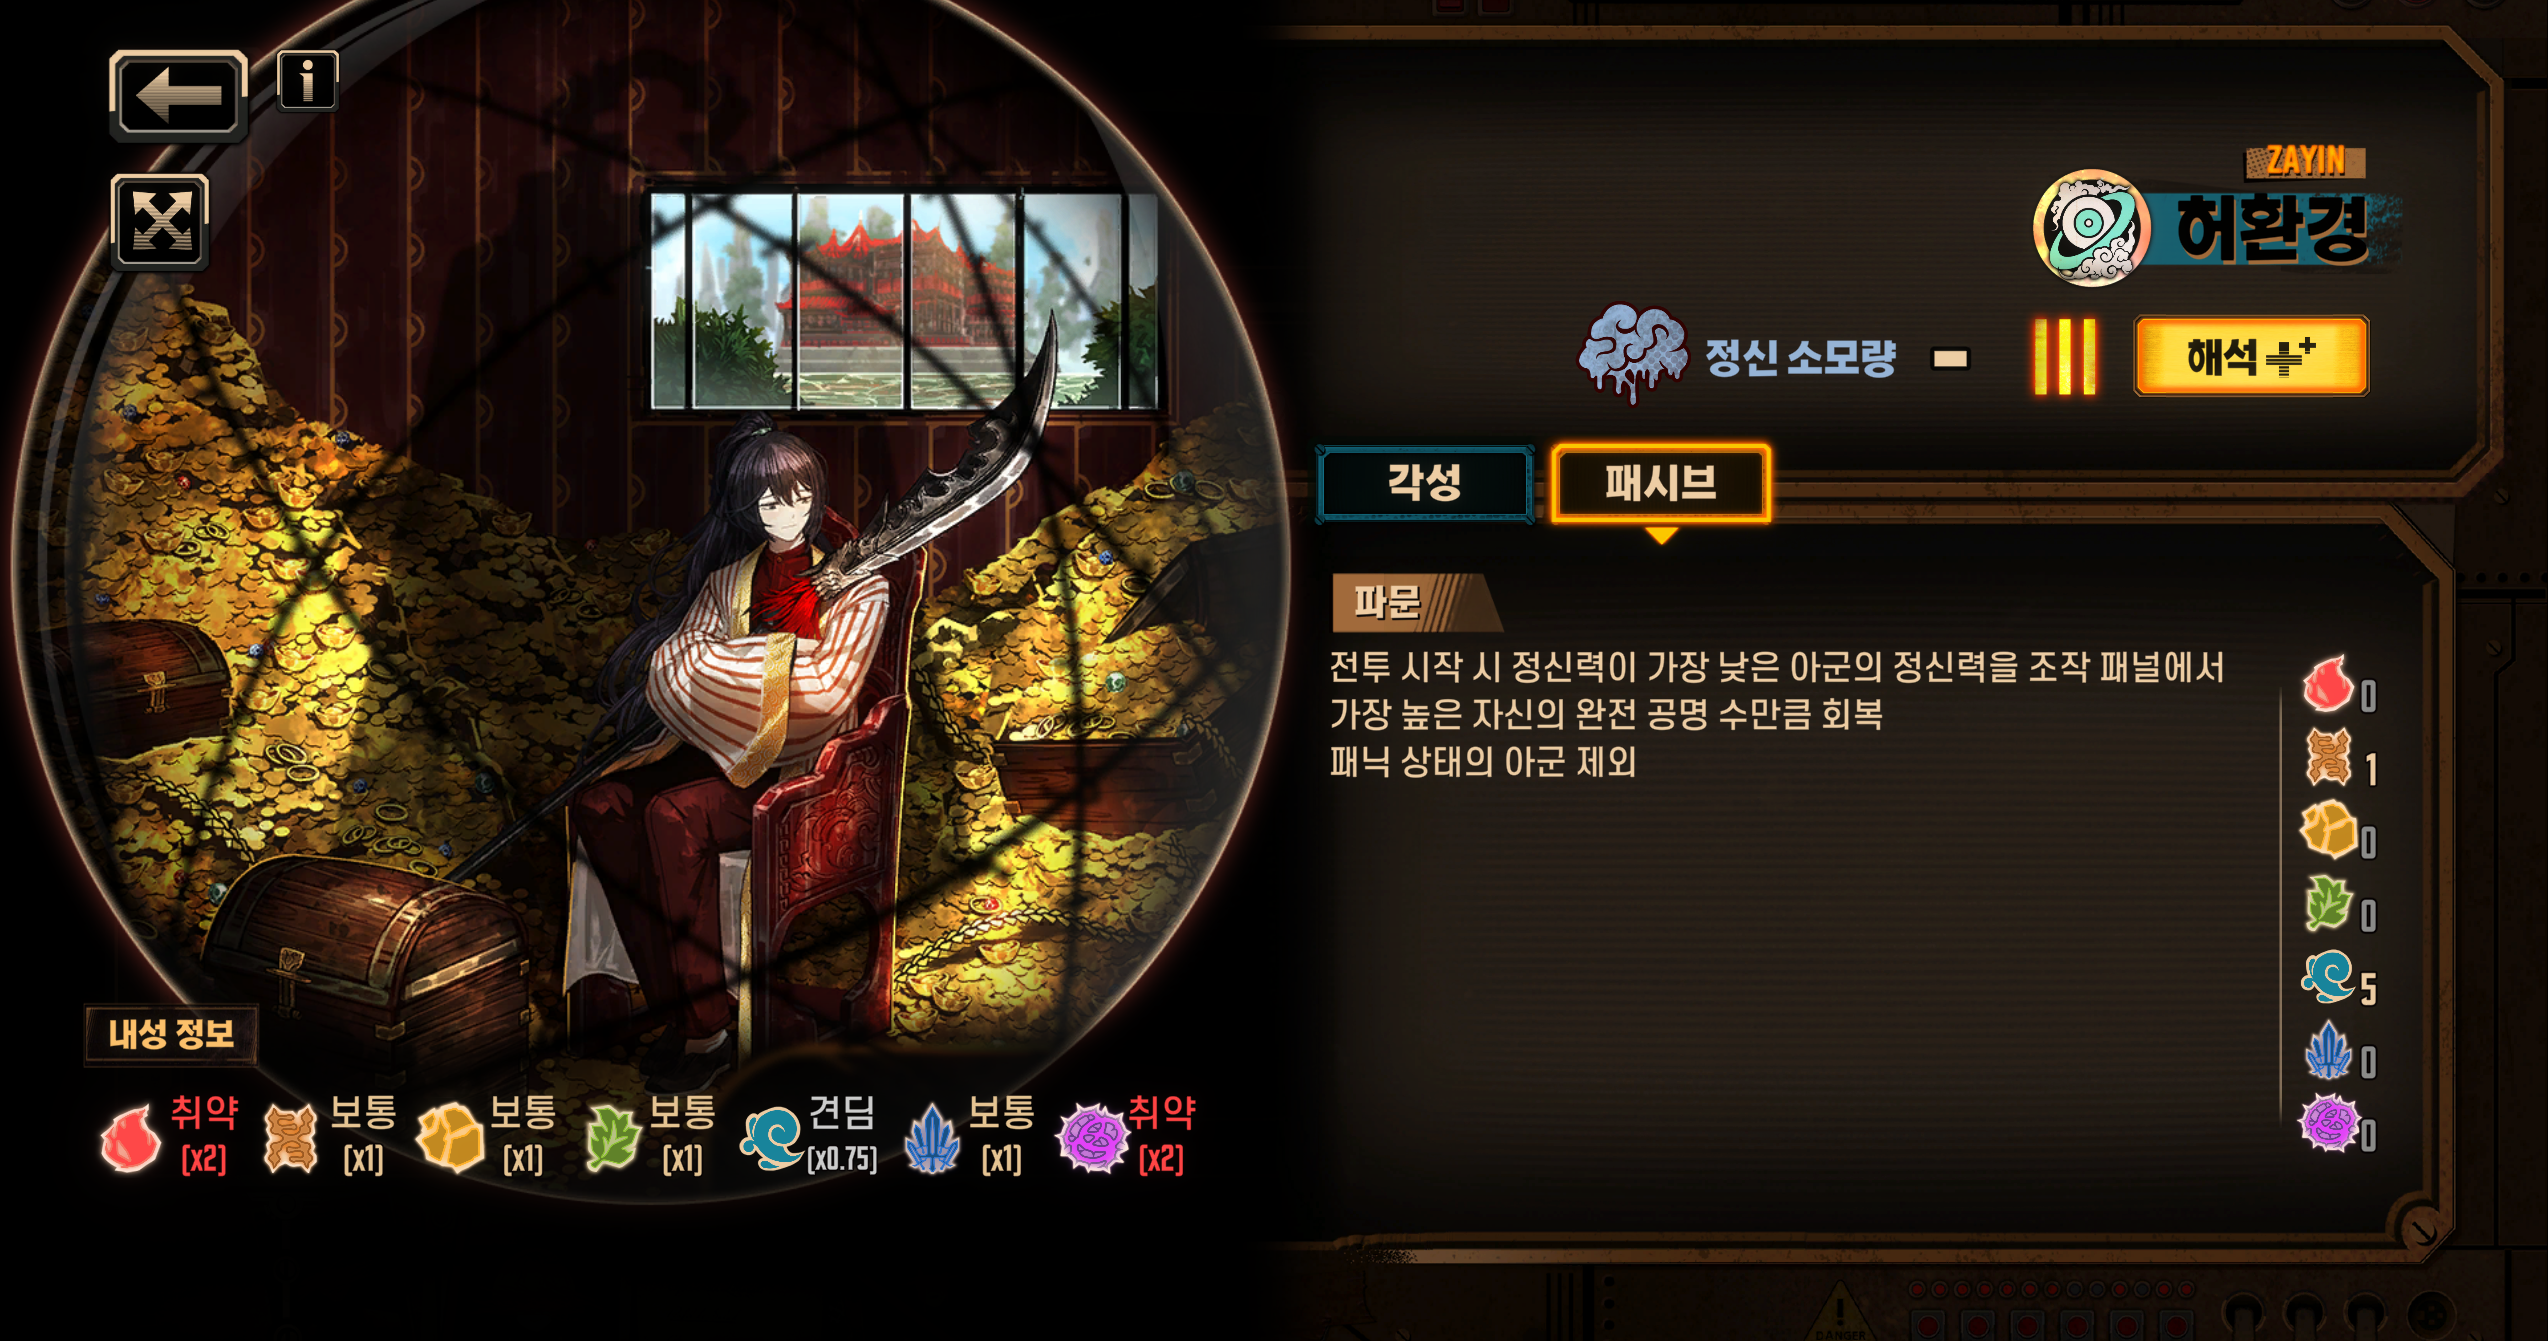 ZAYIN
허환경
정신 소모량 -
III
해석++
각성
패시브
파문
전투 시작 시 정신력이 가장 낮은 아군의 정신력을 조작 패널에서
가장 높은 자신의 완전 공명 수만큼 회복
패닉 상태의 아군 제외
0
1
0
0
5
0
0
내성 정보
취약 보통 보통 보통 견딤 보통 취약
[x2] [x1] [x1] [x1] [x0.75] [x1] [x2]
DANGER